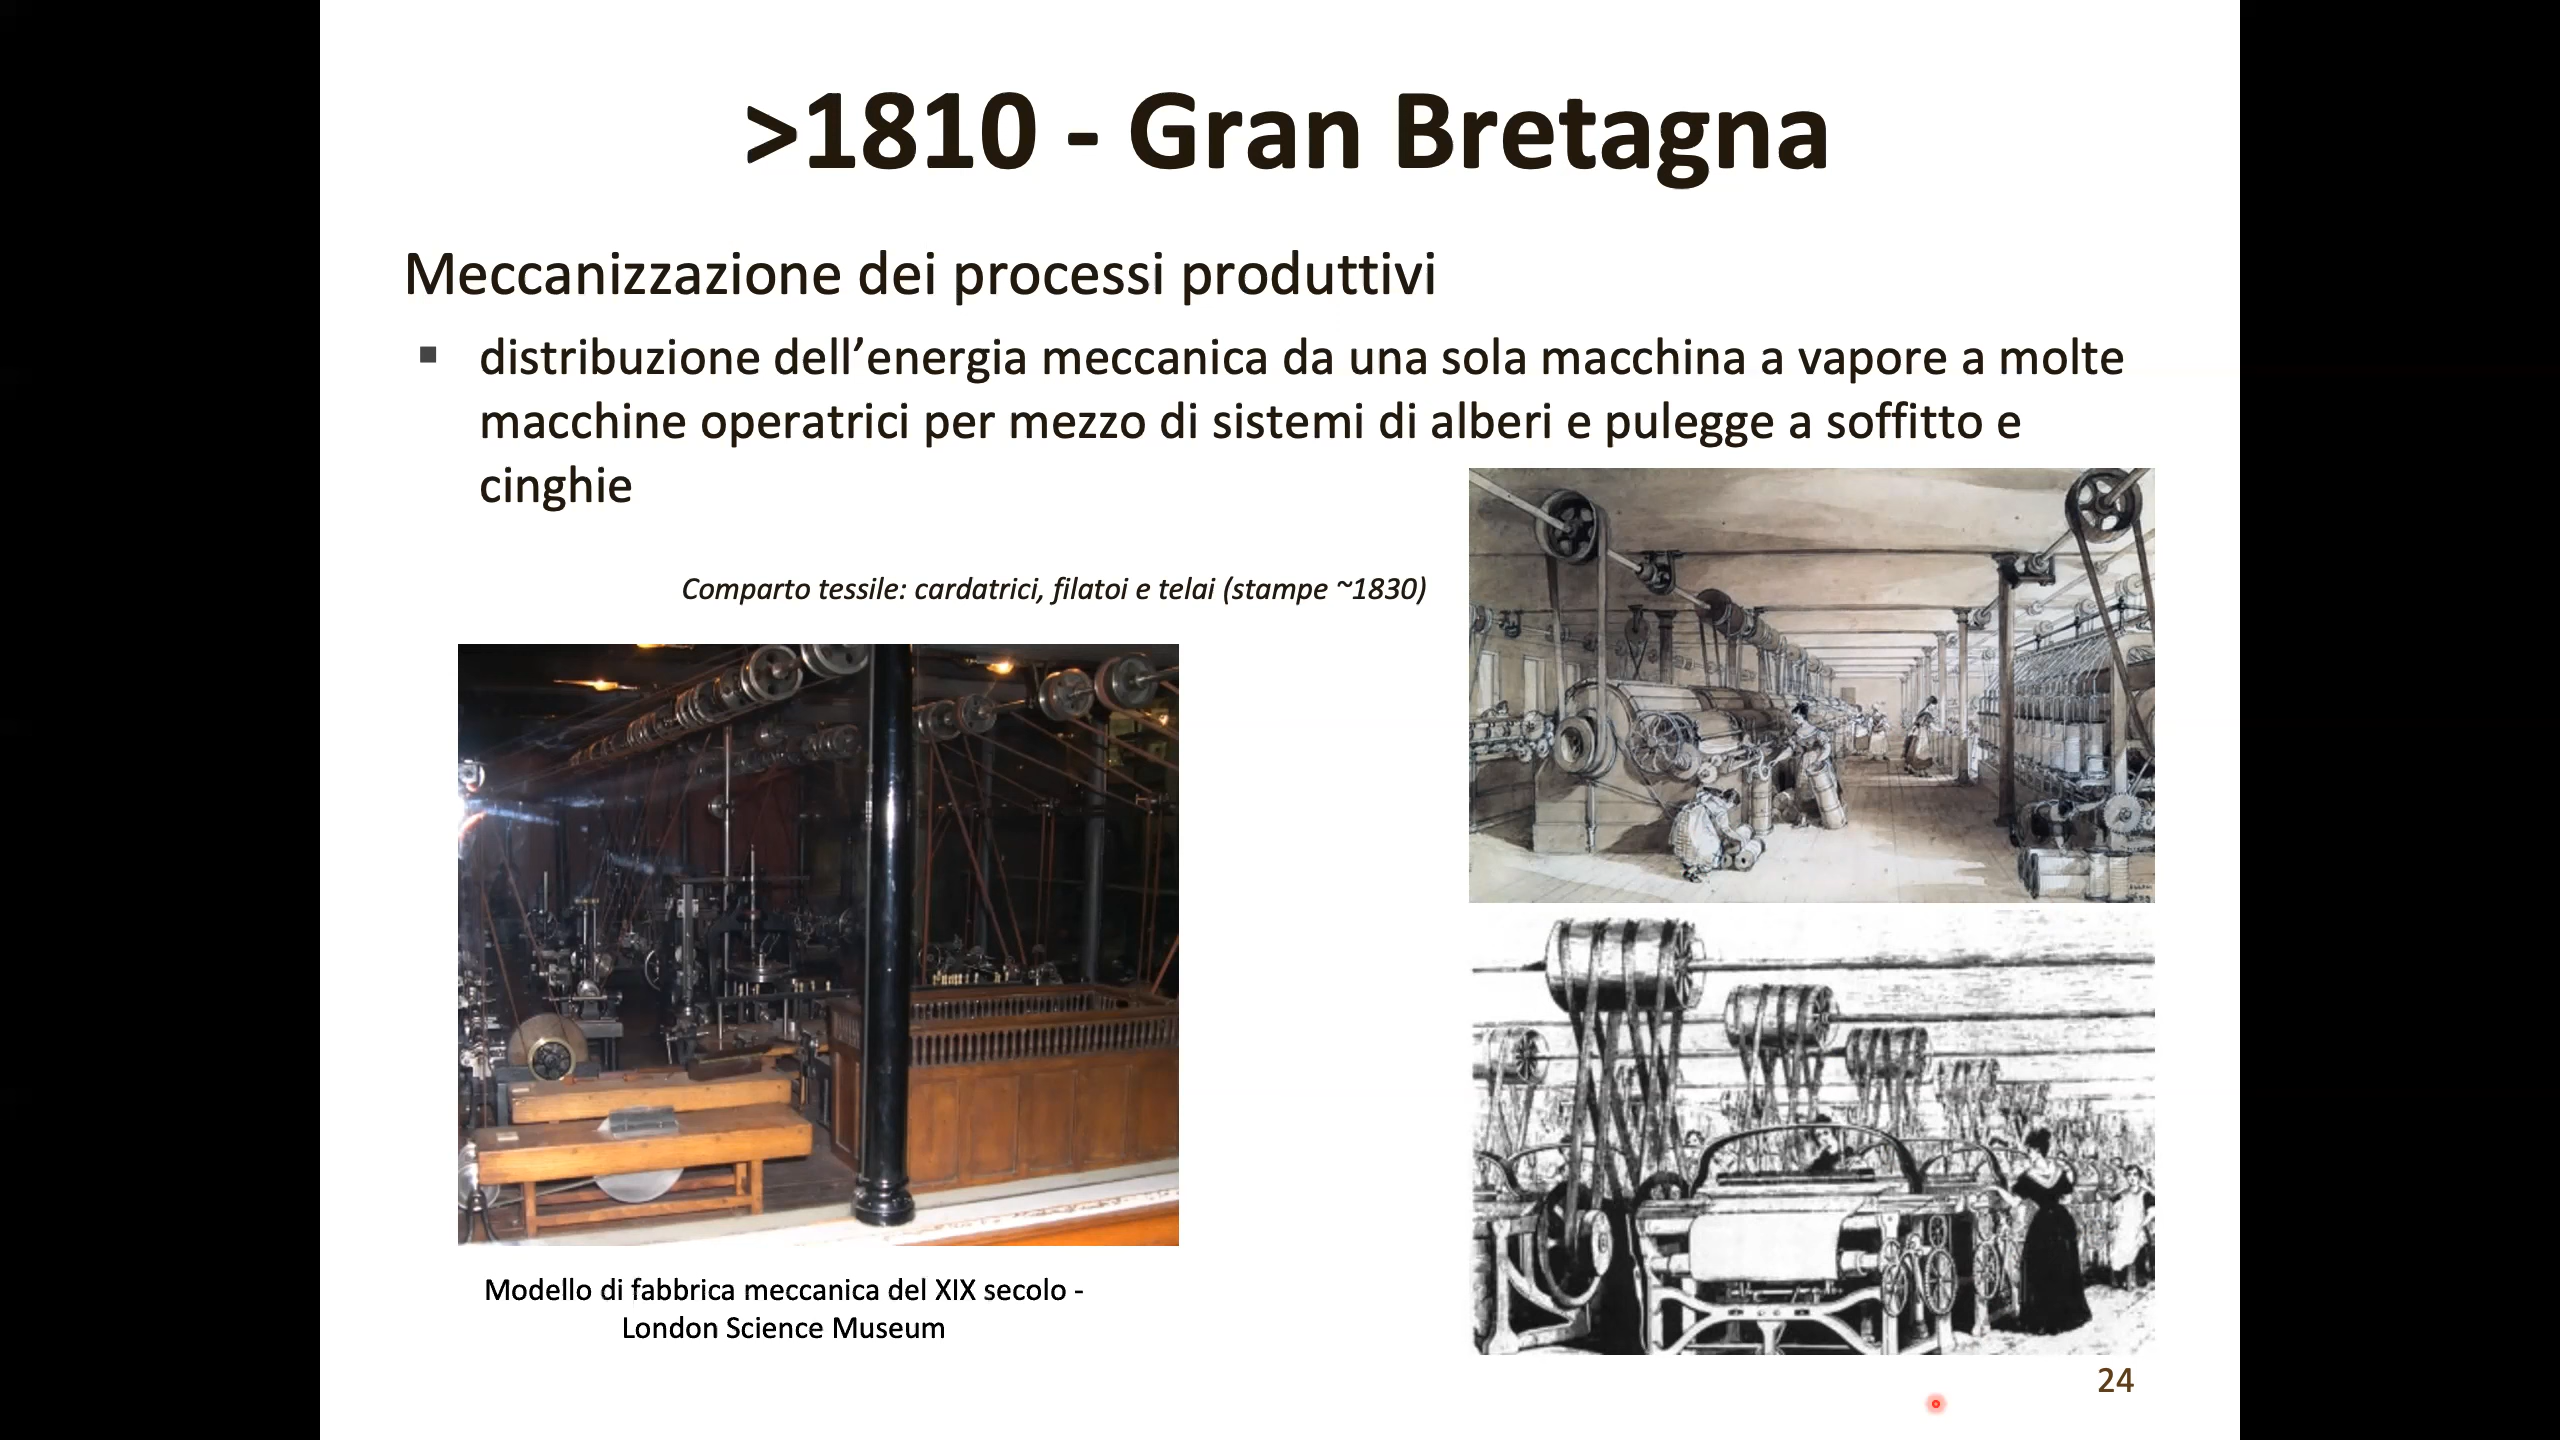 >1810 - Gran Bretagna
Meccanizzazione dei processi produttivi
distribuzione dell’energia meccanica da una sola macchina a vapore a molte
macchine operatrici per mezzo di sistemi di alberi e pulegge a soffitto e
cinghie
Comparto tessile: cardatrici, filatoi e telai (stampe ~1830)
Modello di fabbrica meccanica del XIX secolo -
London Science Museum
24